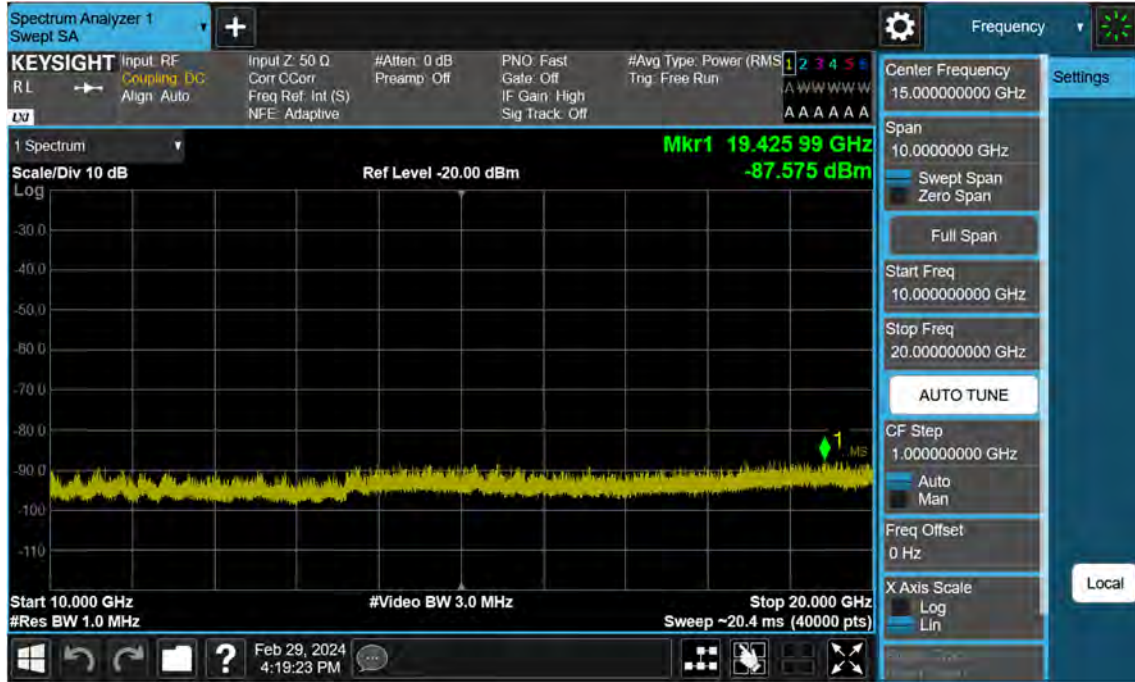 Spectrum Analyzer 1
Swept SA
+
Frequency
KEYSIGHT
RL
LXI
Input: RF
Coupling: DC
Align: Auto
Input Z: 50 Ω
Corr CCorr
Freq Ref: Int (S)
NFE: Adaptive
#Atten: 0 dB
Preamp: Off
PNO: Fast
Gate: Off
IF Gain: High
Sig Track: Off
#Avg Type: Power (RMS
Trig: Free Run
1 2 3 4 5 6
A W W W W W
A A A A A A
1 Spectrum
Mkr1 19.425 99 GHz
Scale/Div 10 dB
Ref Level -20.00 dBm
-87.575 dBm
Log
-30.0
-40.0
-50.0
-60.0
-70.0
-80.0
-90.0
-100
-110
1
MS
Start 10.000 GHz
#Video BW 3.0 MHz
Stop 20.000 GHz
#Res BW 1.0 MHz
Sweep ~20.4 ms (40000 pts)
?
Feb 29, 2024
4:19:23 PM
Center Frequency
15.000000000 GHz
Settings
Span
10.0000000 GHz
Swept Span
Zero Span
Full Span
Start Freq
10.000000000 GHz
Stop Freq
20.000000000 GHz
AUTO TUNE
CF Step
1.000000000 GHz
Auto
Man
Freq Offset
0 Hz
X Axis Scale
Log
Lin
Local